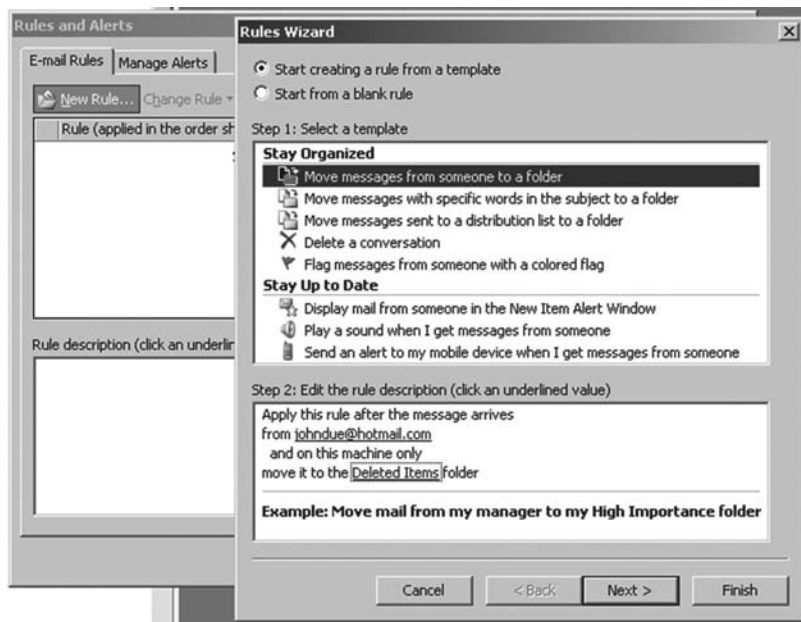 Rules and Alerts
E-mail Rules
Manage Alerts
New Rule...
Change Rule
Rule (applied in the order sh
Rule description (click an underlin
Rules Wizard
Start creating a rule from a template
Start from a blank rule
Step 1: Select a template
Stay Organized
Move messages from someone to a folder
Move messages with specific words in the subject to a folder
Move messages sent to a distribution list to a folder
Delete a conversation
Flag messages from someone with a colored flag
Stay Up to Date
Display mail from someone in the New Item Alert Window
Play a sound when I get messages from someone
Send an alert to my mobile device when I get messages from someone
Step 2: Edit the rule description (click an underlined value)
Apply this rule after the message arrives
from johndue@hotmail.com
and on this machine only
move it to the Deleted Items folder
Example: Move mail from my manager to my High Importance folder
Cancel
< Back
Next >
Finish